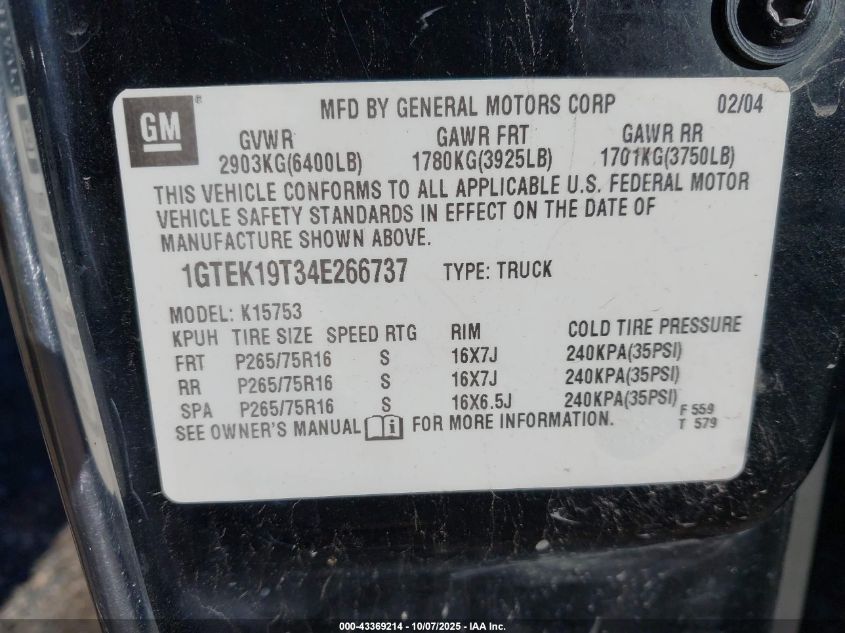 GM®
MFD BY GENERAL MOTORS CORP 02/04
GVWR GAWR FRT GAWR RR
2903KG(6400LB) 1780KG(3925LB) 1701KG(3750LB)
THIS VEHICLE CONFORMS TO ALL APPLICABLE U.S. FEDERAL MOTOR
VEHICLE SAFETY STANDARDS IN EFFECT ON THE DATE OF
MANUFACTURE SHOWN ABOVE.
1GTEK19T34E266737 TYPE: TRUCK
MODEL: K15753
KPUH TIRE SIZE SPEED RTG RIM COLD TIRE PRESSURE
FRT P265/75R16 S 16X7J 240KPA(35PSI)
RR P265/75R16 S 16X7J 240KPA(35PSI)
SPA P265/75R16 S 16X6.5J 240KPA(35PSI)
SEE OWNER'S MANUAL i FOR MORE INFORMATION.
F 559
T 579
000-43369214 - 10/07/2025 - IAA Inc.